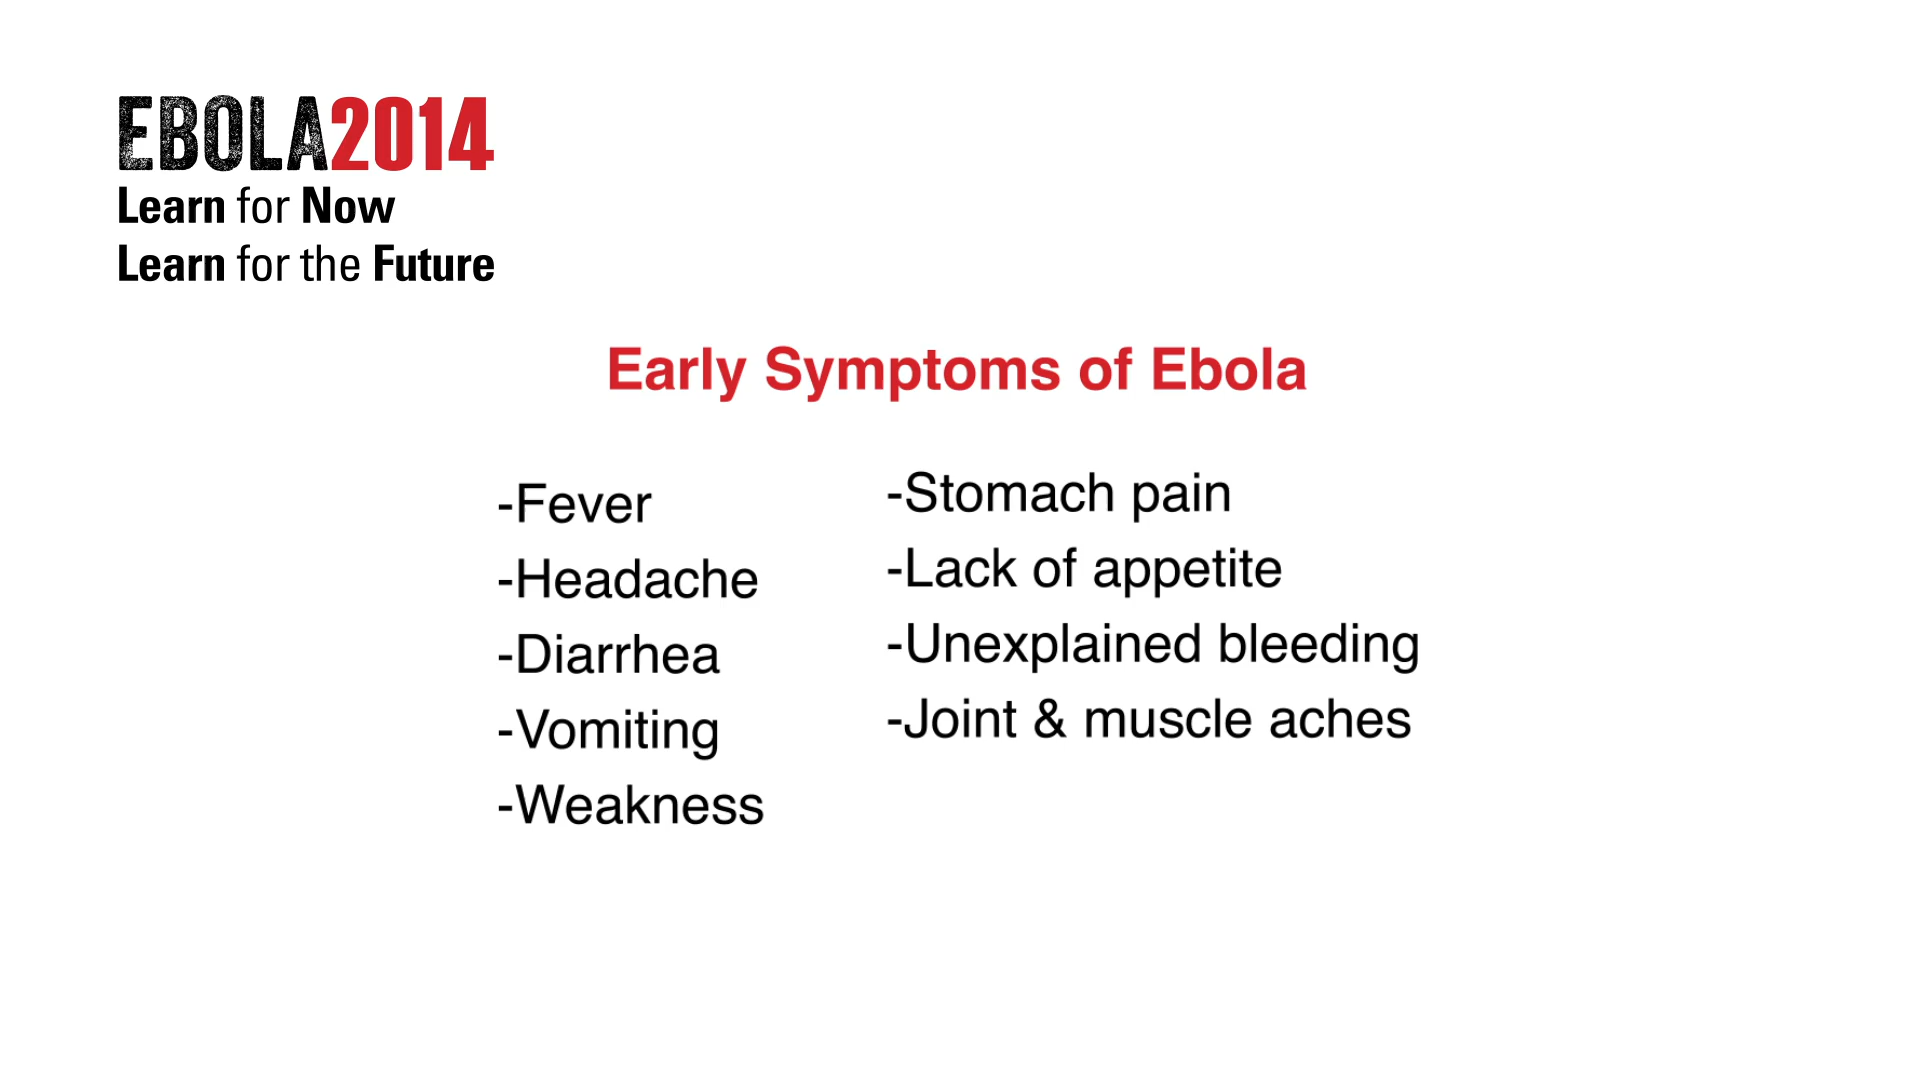 EBOLA2014
Learn for Now
Learn for the Future
Early Symptoms of Ebola
-Fever
-Headache
-Diarrhea
-Vomiting
-Weakness
-Stomach pain
-Lack of appetite
-Unexplained bleeding
-Joint & muscle aches